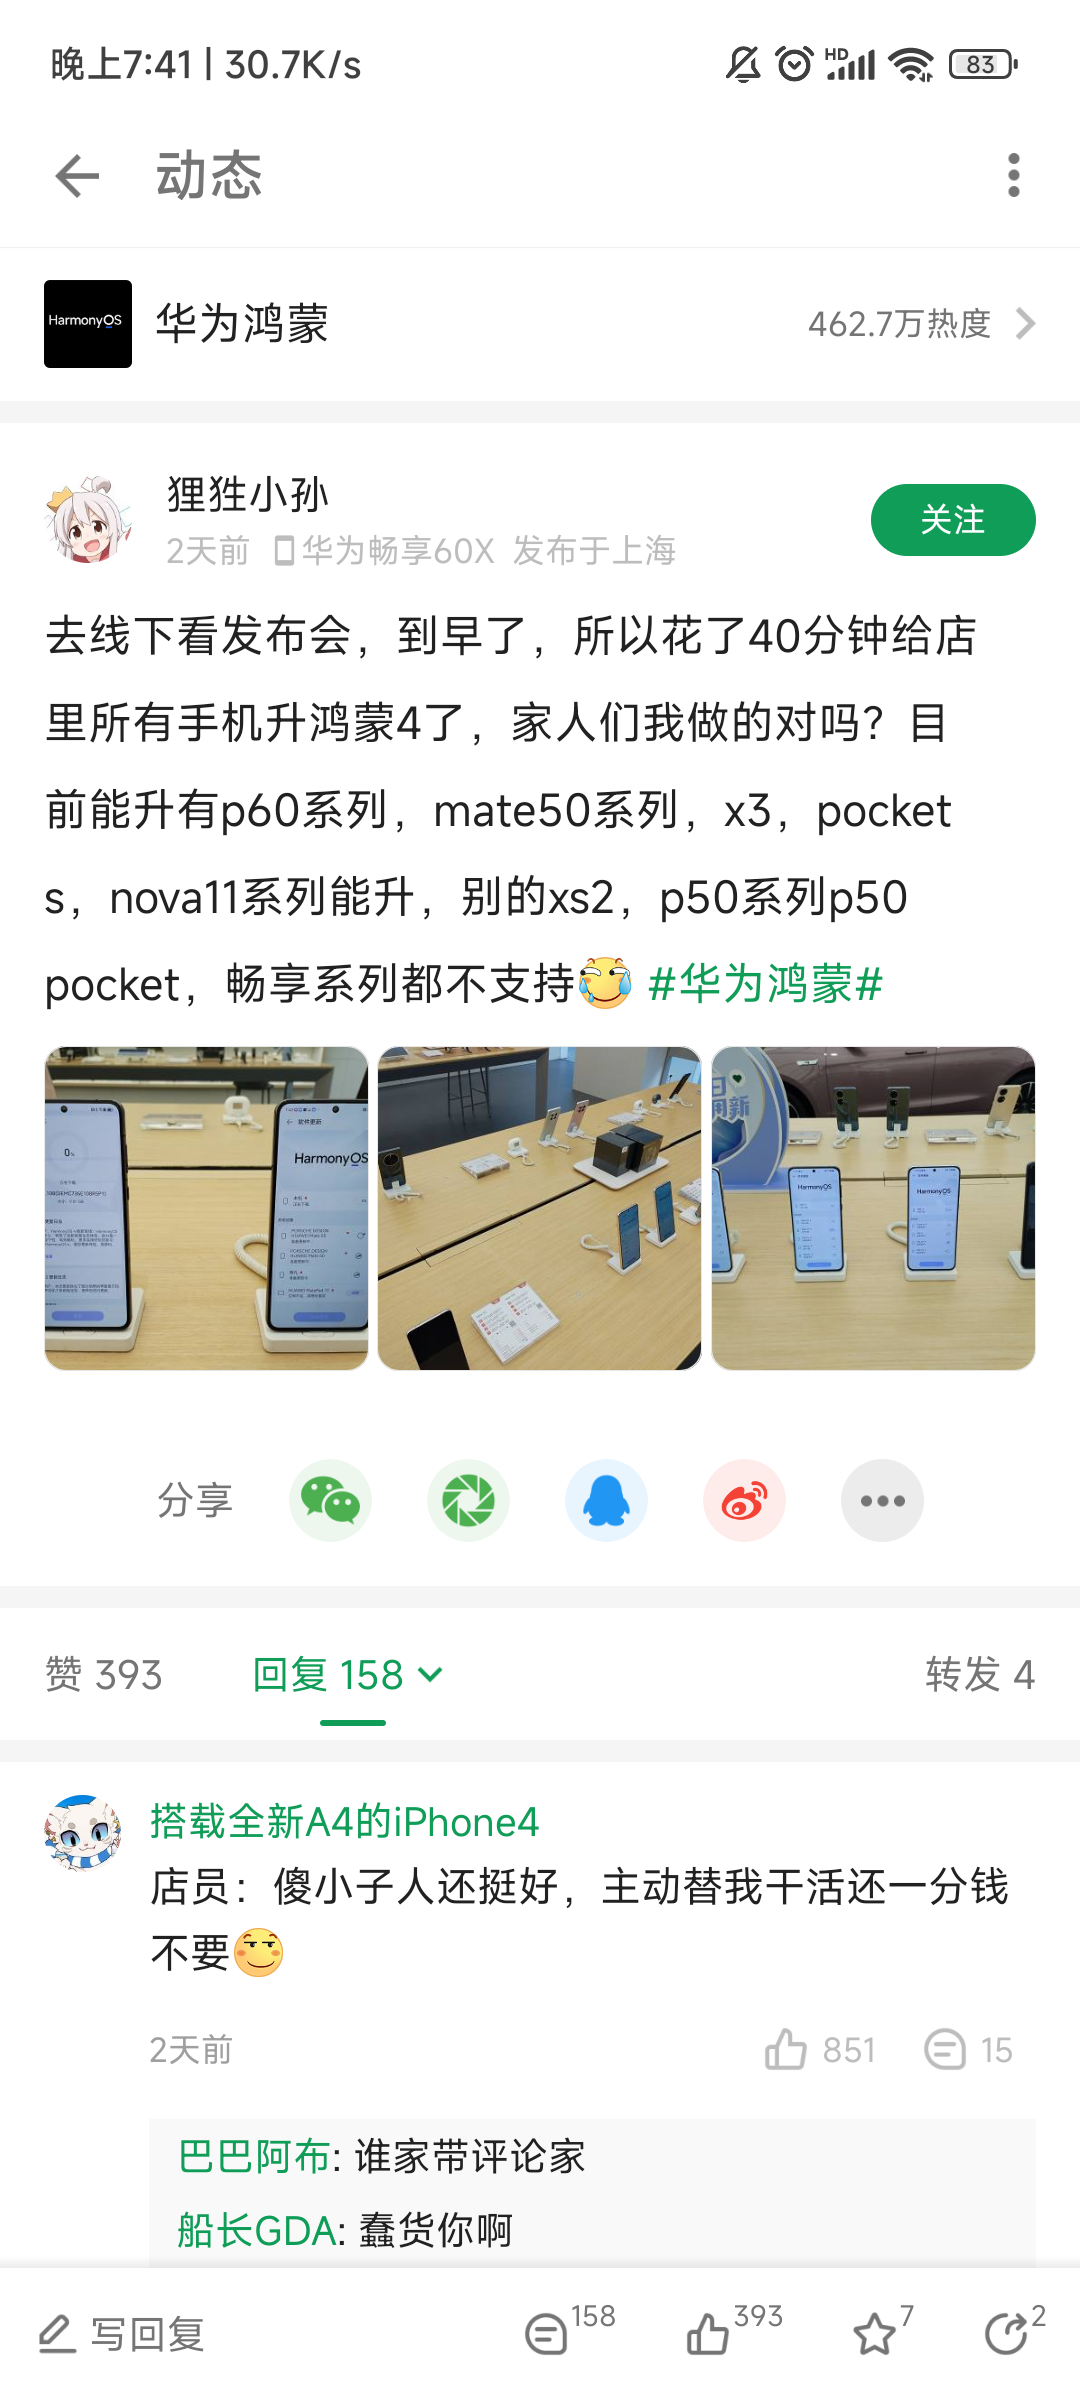 晚上7:41 | 30.7K/s
HD
83
动态
HarmonyOS
华为鸿蒙
462.7万热度
狸狌小孙
关注
2天前 华为畅享60X 发布于上海
去线下看发布会，到早了，所以花了40分钟给店
里所有手机升鸿蒙4了，家人们我做的对吗？目
前能升有p60系列，mate50系列，x3，pocket
s，nova11系列能升，别的xs2，p50系列p50
pocket，畅享系列都不支持 #华为鸿蒙#
0%
软件更新
HarmonyOS
HarmonyOS
HarmonyOS
分享
赞 393
回复 158
转发 4
搭载全新A4的iPhone4
店员：傻小子人还挺好，主动替我干活还一分钱
不要
2天前
851
15
巴巴阿布: 谁家带评论家
船长GDA: 蠢货你啊
写回复
158
393
7
2